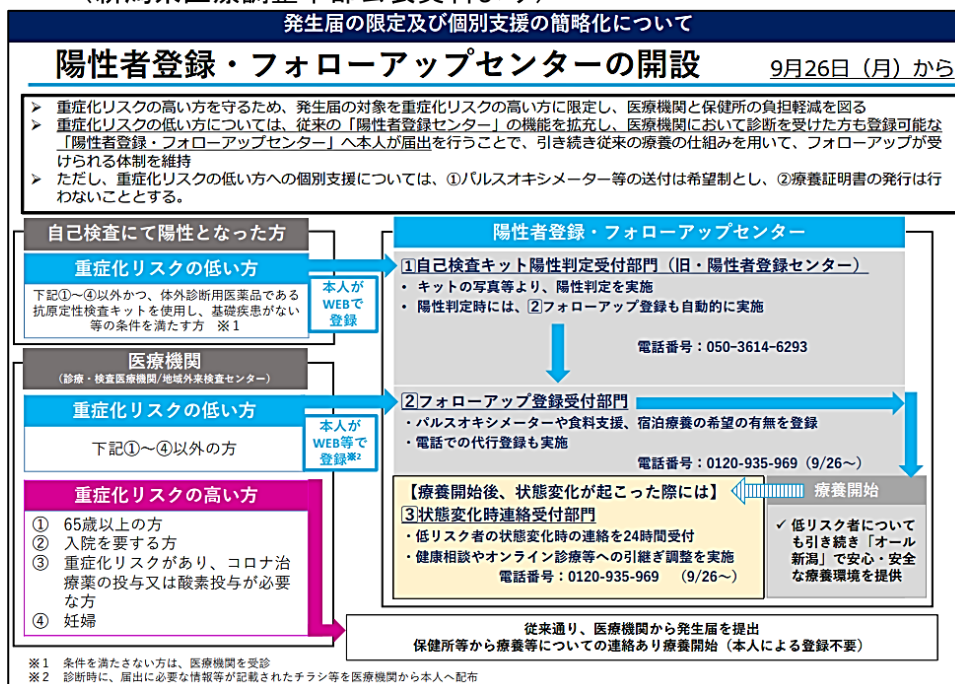 発生届の限定及び個別支援の簡略化について
陽性者登録・フォローアップセンターの開設
9月26日（月）から
➢ 重症化リスクの高い方を守るため、発生届の対象を重症化リスクの高い方に限定し、医療機関と保健所の負担軽減を図る
➢ 重症化リスクの低い方については、従来の「陽性者登録センター」の機能を拡充し、医療機関において診断を受けた方も登録可能な
「陽性者登録・フォローアップセンター」へ本人が届出を行うことで、引き続き従来の療養の仕組みを用いて、フォローアップが受
けられる体制を維持
➢ ただし、重症化リスクの低い方への個別支援については、①パルスオキシメーター等の送付は希望制とし、②療養証明書の発行は行
わないこととする。
自己検査にて陽性となった方
重症化リスクの低い方
下記①～④以外かつ、体外診断用医薬品である
抗原定性検査キットを使用し、基礎疾患がない
等の条件を満たす方 ※１
本人が
WEBで
登録
医療機関
（診療・検査医療機関/地域外来検査センター）
重症化リスクの低い方
下記①～④以外の方
本人が
WEB等で
登録※2
重症化リスクの高い方
① 65歳以上の方
② 入院を要する方
③ 重症化リスクがあり、コロナ治
療薬の投与又は酸素投与が必要
な方
④ 妊婦
陽性者登録・フォローアップセンター
1自己検査キット陽性判定受付部門（旧・陽性者登録センター）
・ キットの写真等より、陽性判定を実施
・ 陽性判定時には、2フォローアップ登録も自動的に実施
電話番号：050-3614-6293
2フォローアップ登録受付部門
・パルスオキシメーターや食料支援、宿泊療養の希望の有無を登録
・電話での代行登録も実施
電話番号：0120-935-969（9/26～）
【療養開始後、状態変化が起こった際には】
3状態変化時連絡受付部門
・低リスク者の状態変化時の連絡を24時間受付
・健康相談やオンライン診療等への引継ぎ調整を実施
電話番号：0120-935-969 （9/26～）
療養開始
✓ 低リスク者について
も引き続き「オール
新潟」で安心・安全
な療養環境を提供
従来通り、医療機関から発生届を提出
保健所等から療養等についての連絡あり療養開始（本人による登録不要）
※１ 条件を満たさない方は、医療機関を受診
※２ 診断時に、届出に必要な情報等が記載されたチラシ等を医療機関から本人へ配布